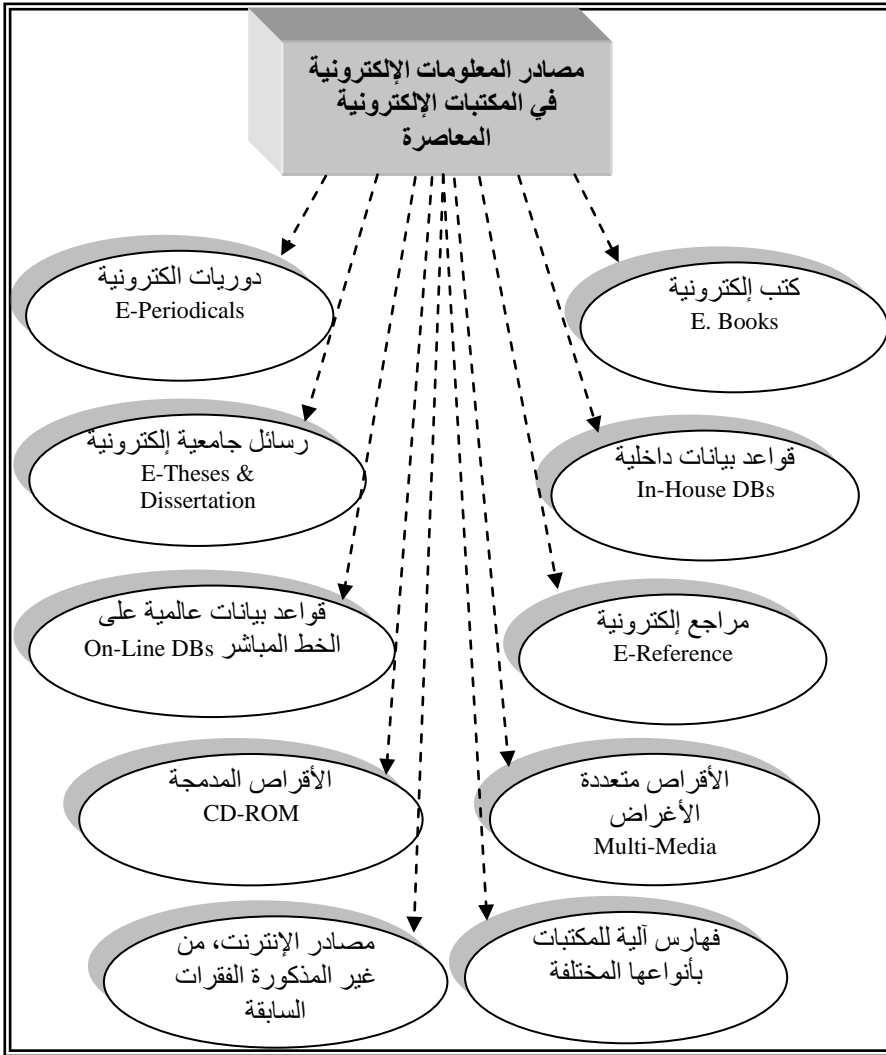 مصادر المعلومات الإلكترونية
في المكتبات الإلكترونية
المعاصرة
كتب إلكترونية
E. Books
دوريات الكترونية
E-Periodicals
قواعد بيانات داخلية
In-House DBs
رسائل جامعية إلكترونية
E-Theses &
Dissertation
مراجع إلكترونية
E-Reference
قواعد بيانات عالمية على
الخط المباشر On-Line DBs
الأقراص متعددة
الأغراض
Multi-Media
الأقراص المدمجة
CD-ROM
فهارس آلية للمكتبات
بأنواعها المختلفة
مصادر الإنترنت، من
غير المذكورة الفقرات
السابقة